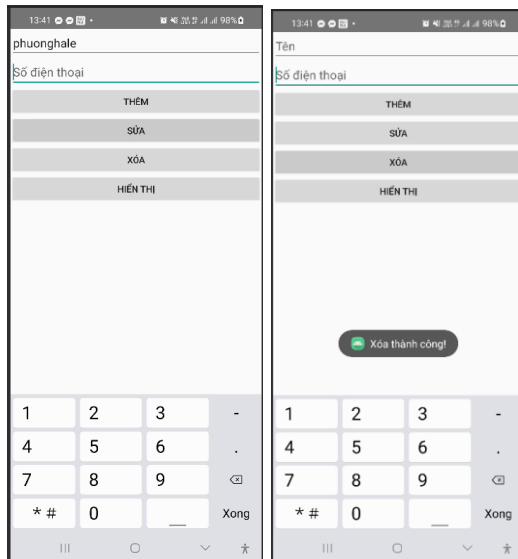 13:41
98%
phuonghale
Số điện thoại
THÊM
SỬA
XÓA
HIỂN THỊ
1 2 3 -
4 5 6 .
7 8 9
* # 0 Xong
13:41
98%
Tên
Số điện thoại
THÊM
SỬA
XÓA
HIỂN THỊ
Xóa thành công!
1 2 3 -
4 5 6 .
7 8 9
* # 0 Xong